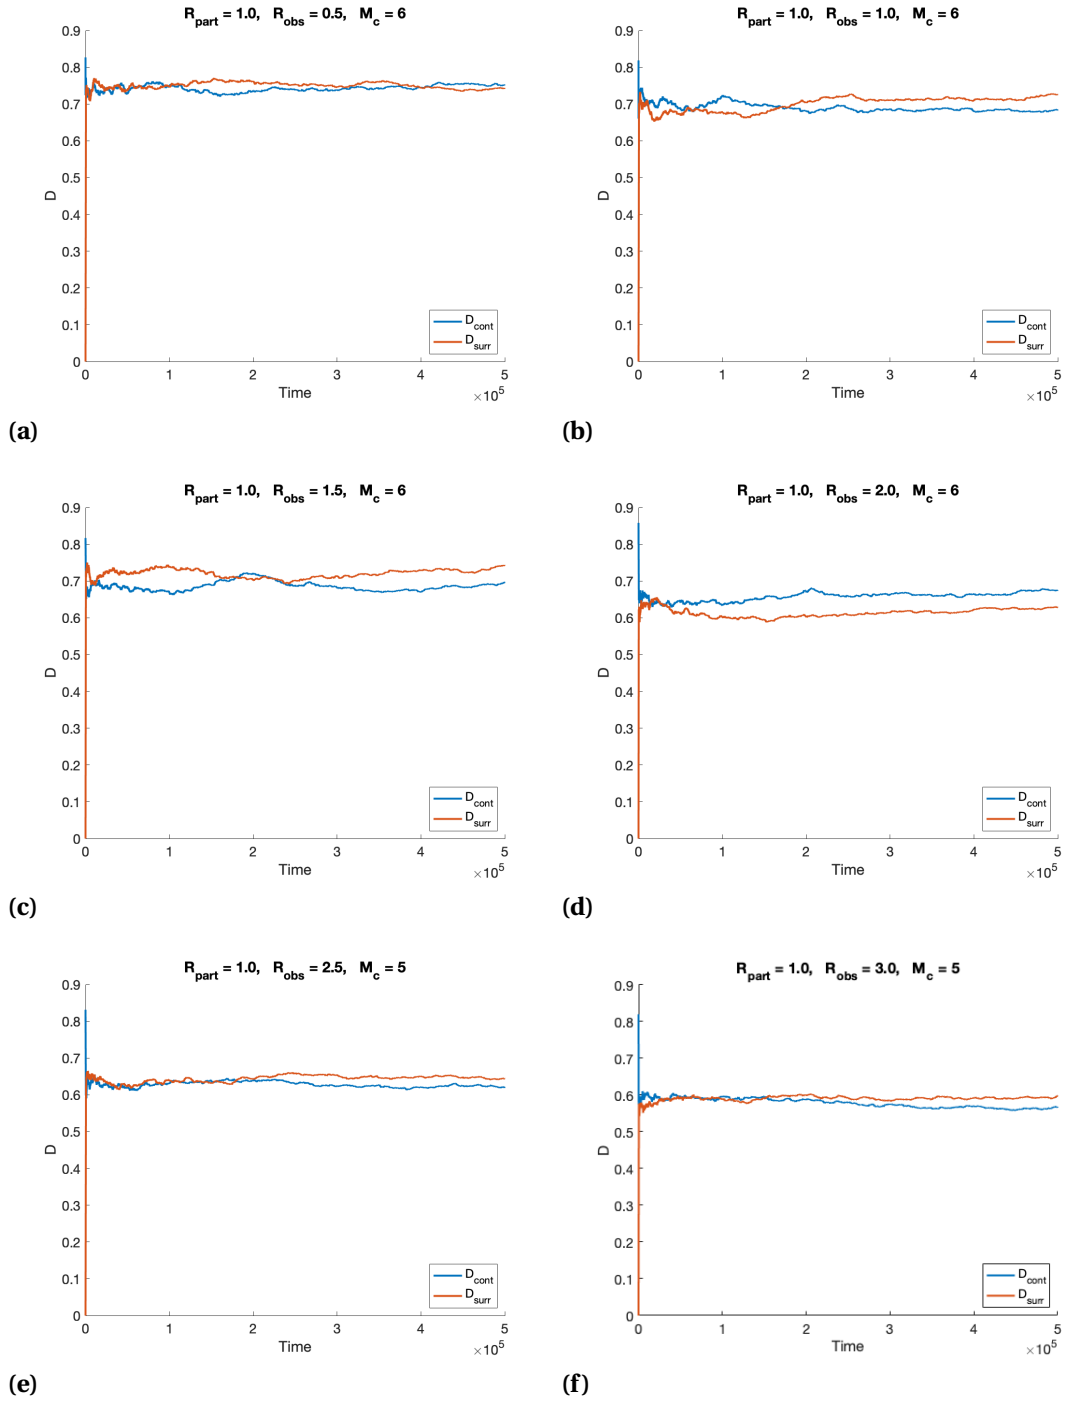 R_part = 1.0, R_obs = 0.5, M_c = 6
0.9
0.8
0.7
0.6
0.5
0.4
0.3
0.2
0.1
0
D
D_cont
D_surr
0 1 2 3 4 5
Time
×10^5
(a)
R_part = 1.0, R_obs = 1.0, M_c = 6
0.9
0.8
0.7
0.6
0.5
0.4
0.3
0.2
0.1
0
D
D_cont
D_surr
0 1 2 3 4 5
Time
×10^5
(b)
R_part = 1.0, R_obs = 1.5, M_c = 6
0.9
0.8
0.7
0.6
0.5
0.4
0.3
0.2
0.1
0
D
D_cont
D_surr
0 1 2 3 4 5
Time
×10^5
(c)
R_part = 1.0, R_obs = 2.0, M_c = 6
0.9
0.8
0.7
0.6
0.5
0.4
0.3
0.2
0.1
0
D
D_cont
D_surr
0 1 2 3 4 5
Time
×10^5
(d)
R_part = 1.0, R_obs = 2.5, M_c = 5
0.9
0.8
0.7
0.6
0.5
0.4
0.3
0.2
0.1
0
D
D_cont
D_surr
0 1 2 3 4 5
Time
×10^5
(e)
R_part = 1.0, R_obs = 3.0, M_c = 5
0.9
0.8
0.7
0.6
0.5
0.4
0.3
0.2
0.1
0
D
D_cont
D_surr
0 1 2 3 4 5
Time
×10^5
(f)